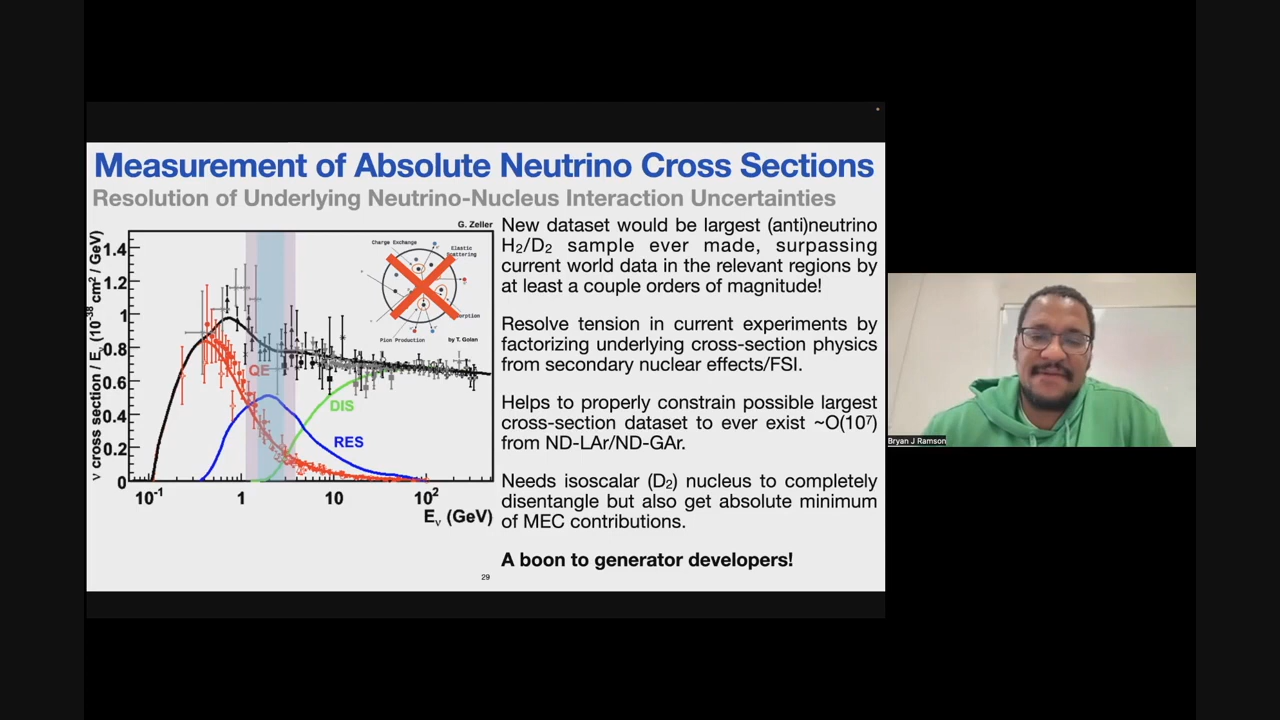 Measurement of Absolute Neutrino Cross Sections
Resolution of Underlying Neutrino-Nucleus Interaction Uncertainties
G. Zeller
ν cross section / Eν (10⁻³⁸ cm² / GeV)
1.4
1.2
1
0.8
0.6
0.4
0.2
0
Charge Exchange
Elastic
Scattering
Pion Production
by T. Golan
QE
DIS
RES
10⁻¹ 1 10 10²
Eν (GeV)
New dataset would be largest (anti)neutrino
H₂/D₂ sample ever made, surpassing
current world data in the relevant regions by
at least a couple orders of magnitude!
Resolve tension in current experiments by
factorizing underlying cross-section physics
from secondary nuclear effects/FSI.
Helps to properly constrain possible largest
cross-section dataset to ever exist ~O(10⁷)
from ND-LAr/ND-GAr.
Needs isoscalar (D₂) nucleus to completely
disentangle but also get absolute minimum
of MEC contributions.
A boon to generator developers!
29
Bryan J Ramson